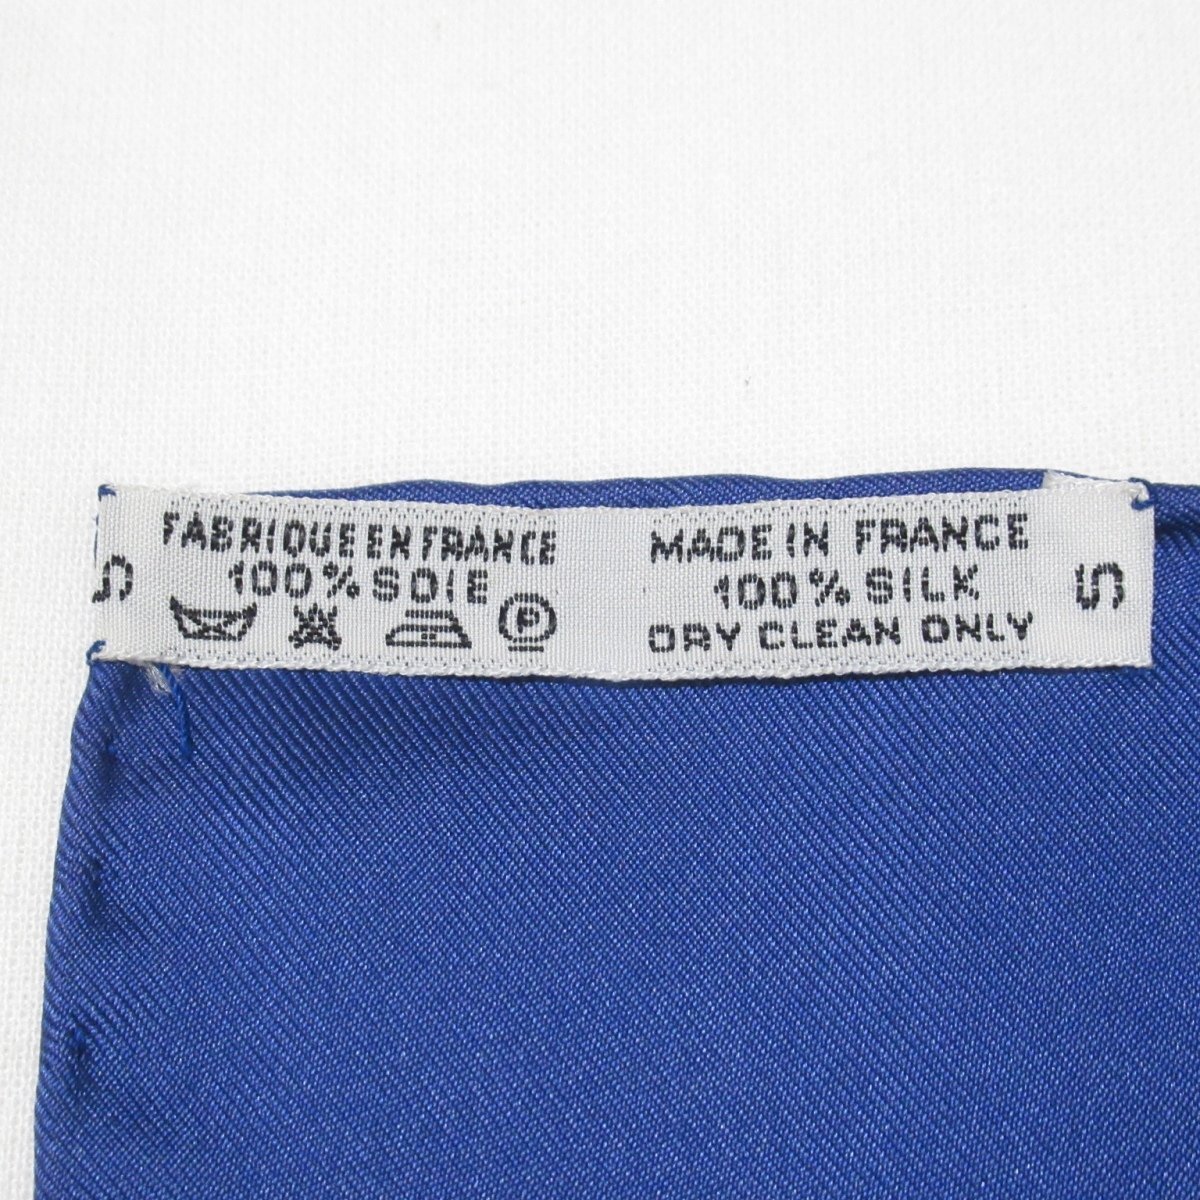 FABRIQUE EN FRANCE
100% SOIE
P
MADE IN FRANCE
100% SILK
DRY CLEAN ONLY
S
S